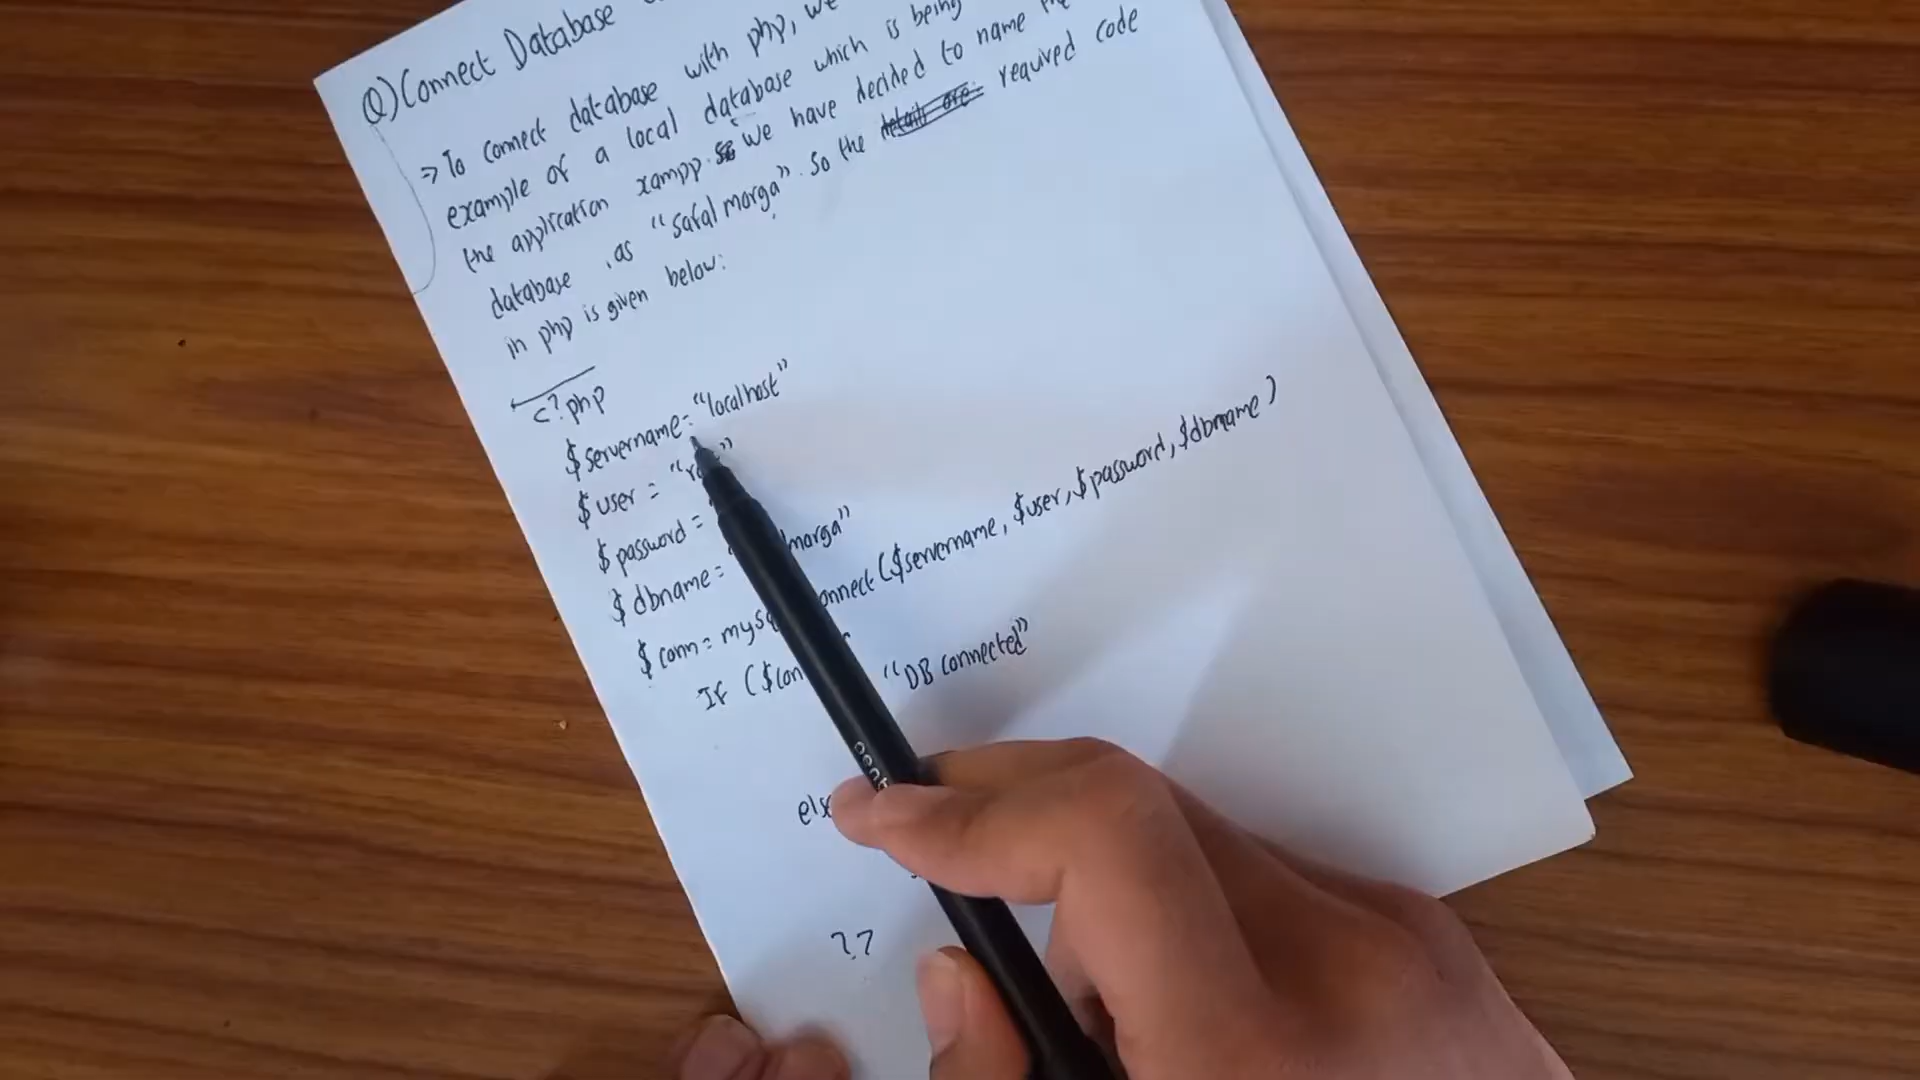 Q) Connect Database
⇒ To connect database with php, we
example of a local database which is being
the application xampp. we have decided to name the
database as "safal marga". So the required code
in php is given below:
<?php
$servername = "localhost"
$user = "
$password =
$dbname = marga"
$conn = connect ($servername, $user, $password, $dbname)
If ($con "DB connected"
?>